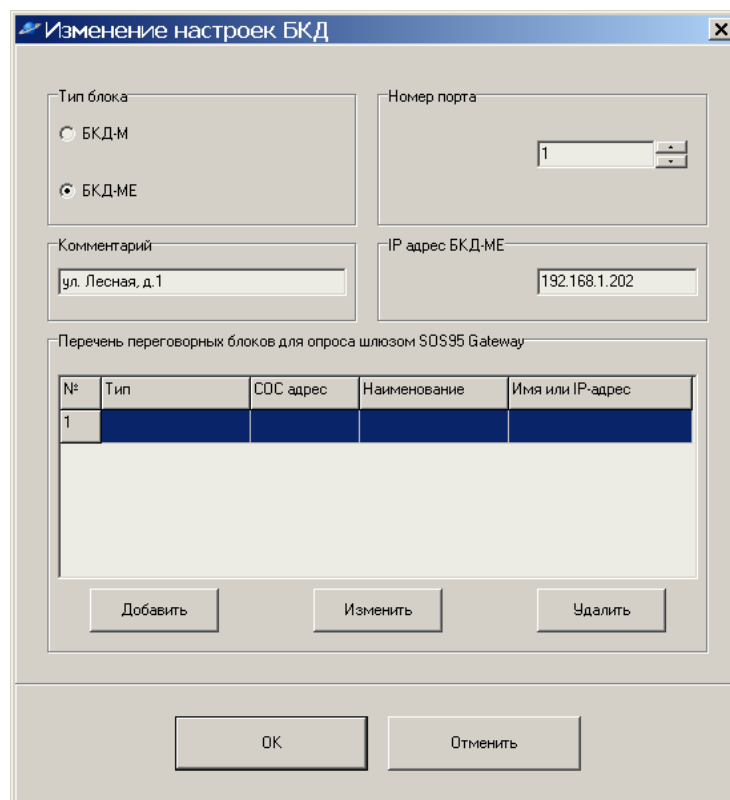 Изменение настроек БКД
Тип блока
Номер порта
БКД-М
1
БКД-МЕ
Комментарий
IP адрес БКД-МЕ
ул. Лесная, д.1
192.168.1.202
Перечень переговорных блоков для опроса шлюзом SOS95 Gateway
№ Тип СОС адрес Наименование Имя или IP-адрес
1
Добавить Изменить Удалить
OK Отменить